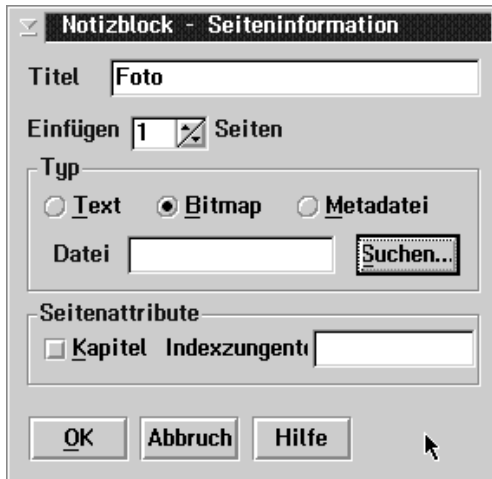 Notizblock - Seiteninformation
Titel Foto
Einfügen 1 Seiten
Typ
Text Bitmap Metadatei
Datei Suchen...
Seitenattribute
Kapitel Indexzungent
OK Abbruch Hilfe